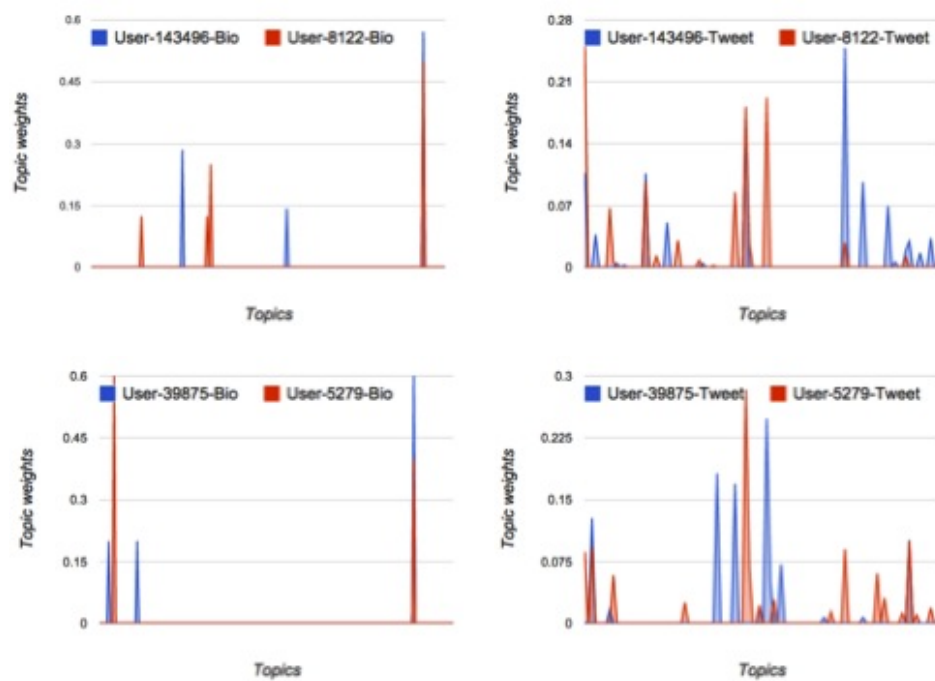 0.6
User-143496-Bio User-8122-Bio
0.45
0.3
0.15
0
Topic weights
Topics
0.28
User-143496-Tweet User-8122-Tweet
0.21
0.14
0.07
0
Topic weights
Topics
0.6
User-39875-Bio User-5279-Bio
0.45
0.3
0.15
0
Topic weights
Topics
0.3
User-39875-Tweet User-5279-Tweet
0.225
0.15
0.075
0
Topic weights
Topics